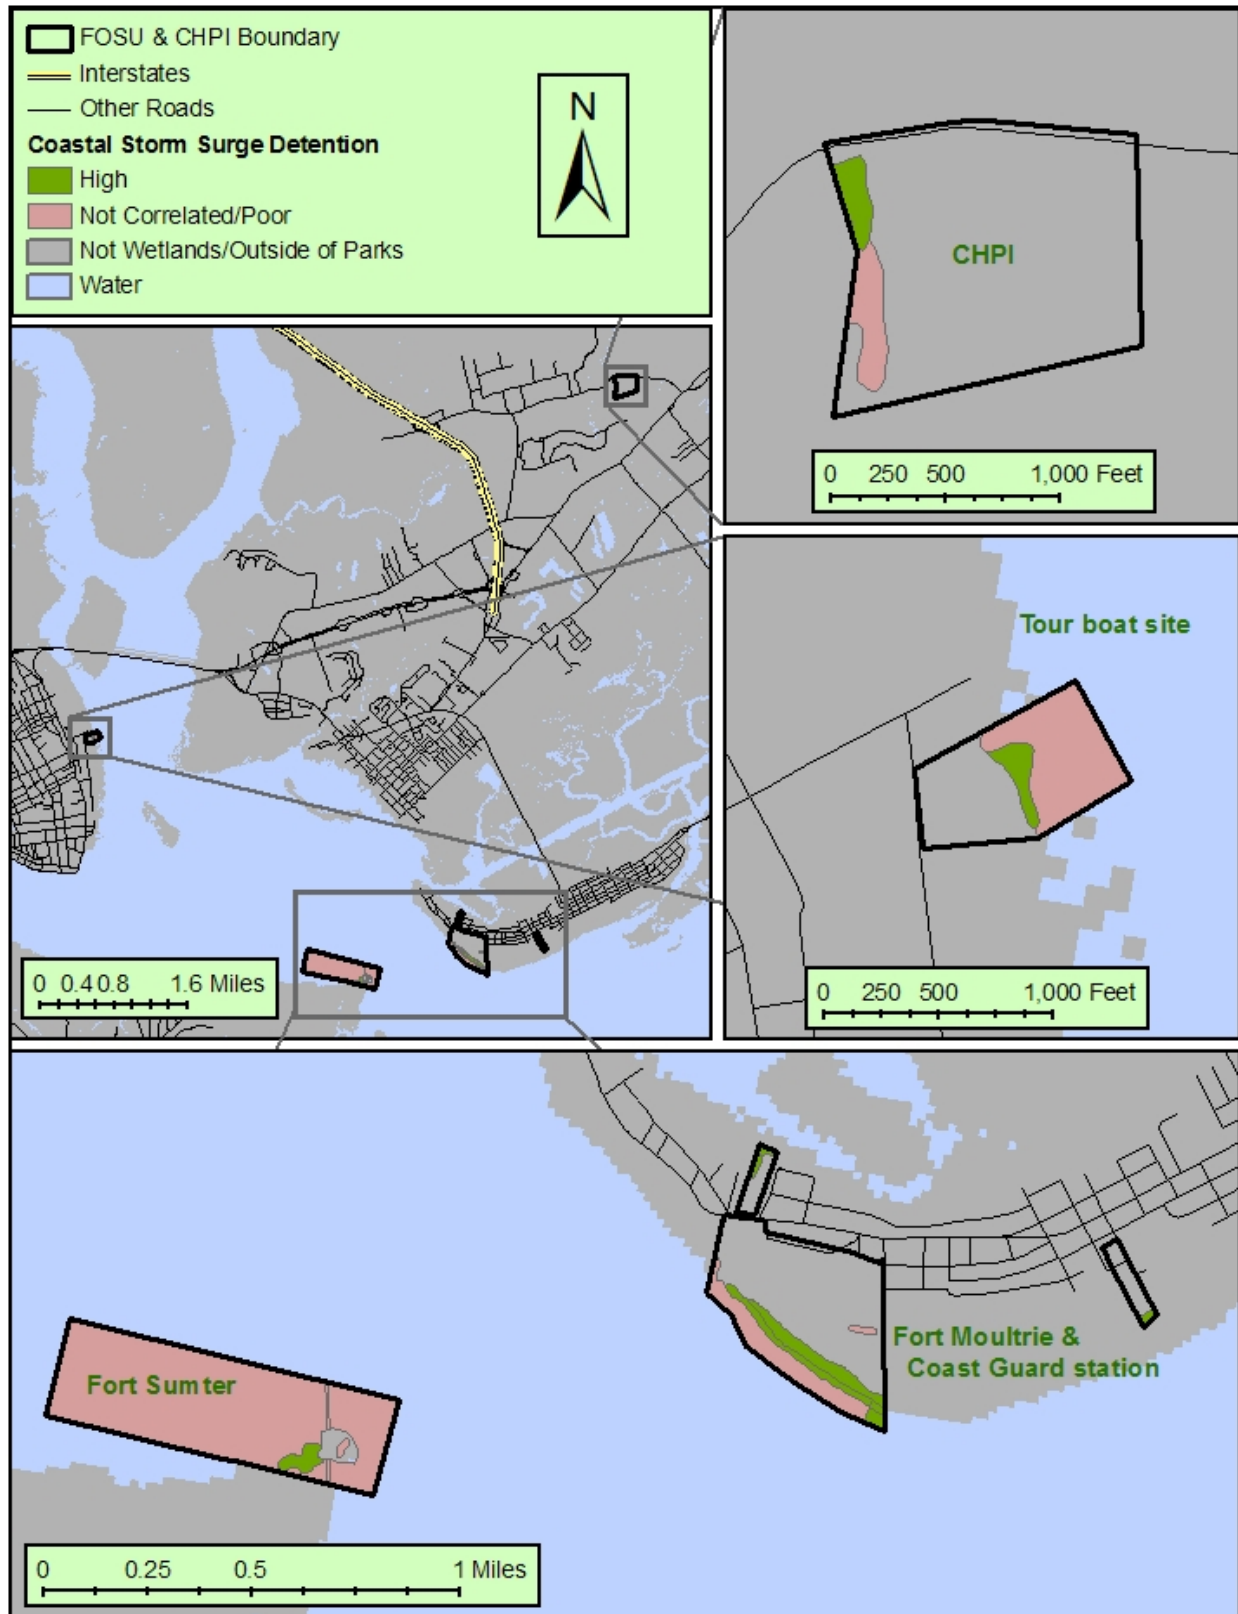 FOSU & CHPI Boundary
Interstates
Other Roads
Coastal Storm Surge Detention
High
Not Correlated/Poor
Not Wetlands/Outside of Parks
Water
N
CHPI
0 250 500 1,000 Feet
Tour boat site
0 250 500 1,000 Feet
0 0.4 0.8 1.6 Miles
Fort Sumter
Fort Moultrie &
Coast Guard station
0 0.25 0.5 1 Miles